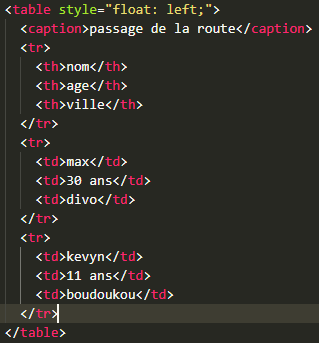 <table style="float: left;">
<caption>passage de la route</caption>
<tr>
<th>nom</th>
<th>age</th>
<th>ville</th>
</tr>
<tr>
<td>max</td>
<td>30 ans</td>
<td>divo</td>
</tr>
<tr>
<td>kevyn</td>
<td>11 ans</td>
<td>boudoukou</td>
</tr>
</table>